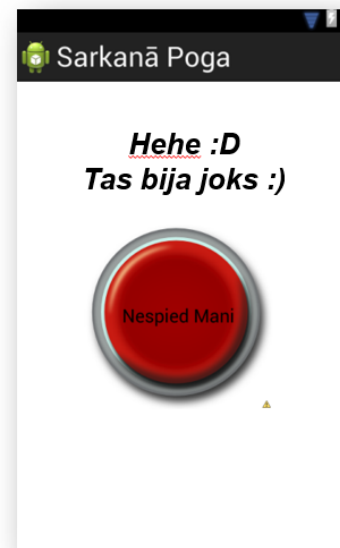 Sarkanā Poga
Hehe :D
Tas bija joks :)
Nespied Mani